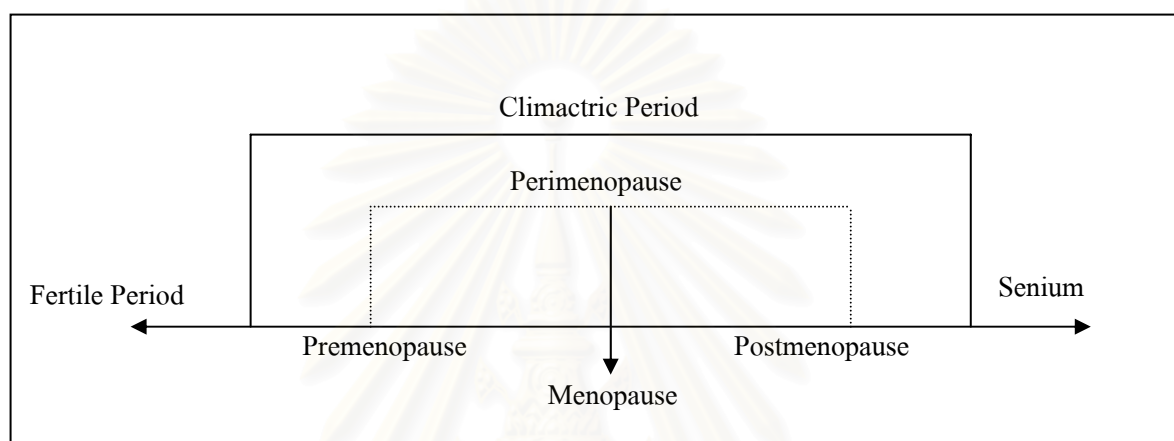 Climactric Period
Perimenopause
Fertile Period
Senium
Premenopause
Postmenopause
Menopause